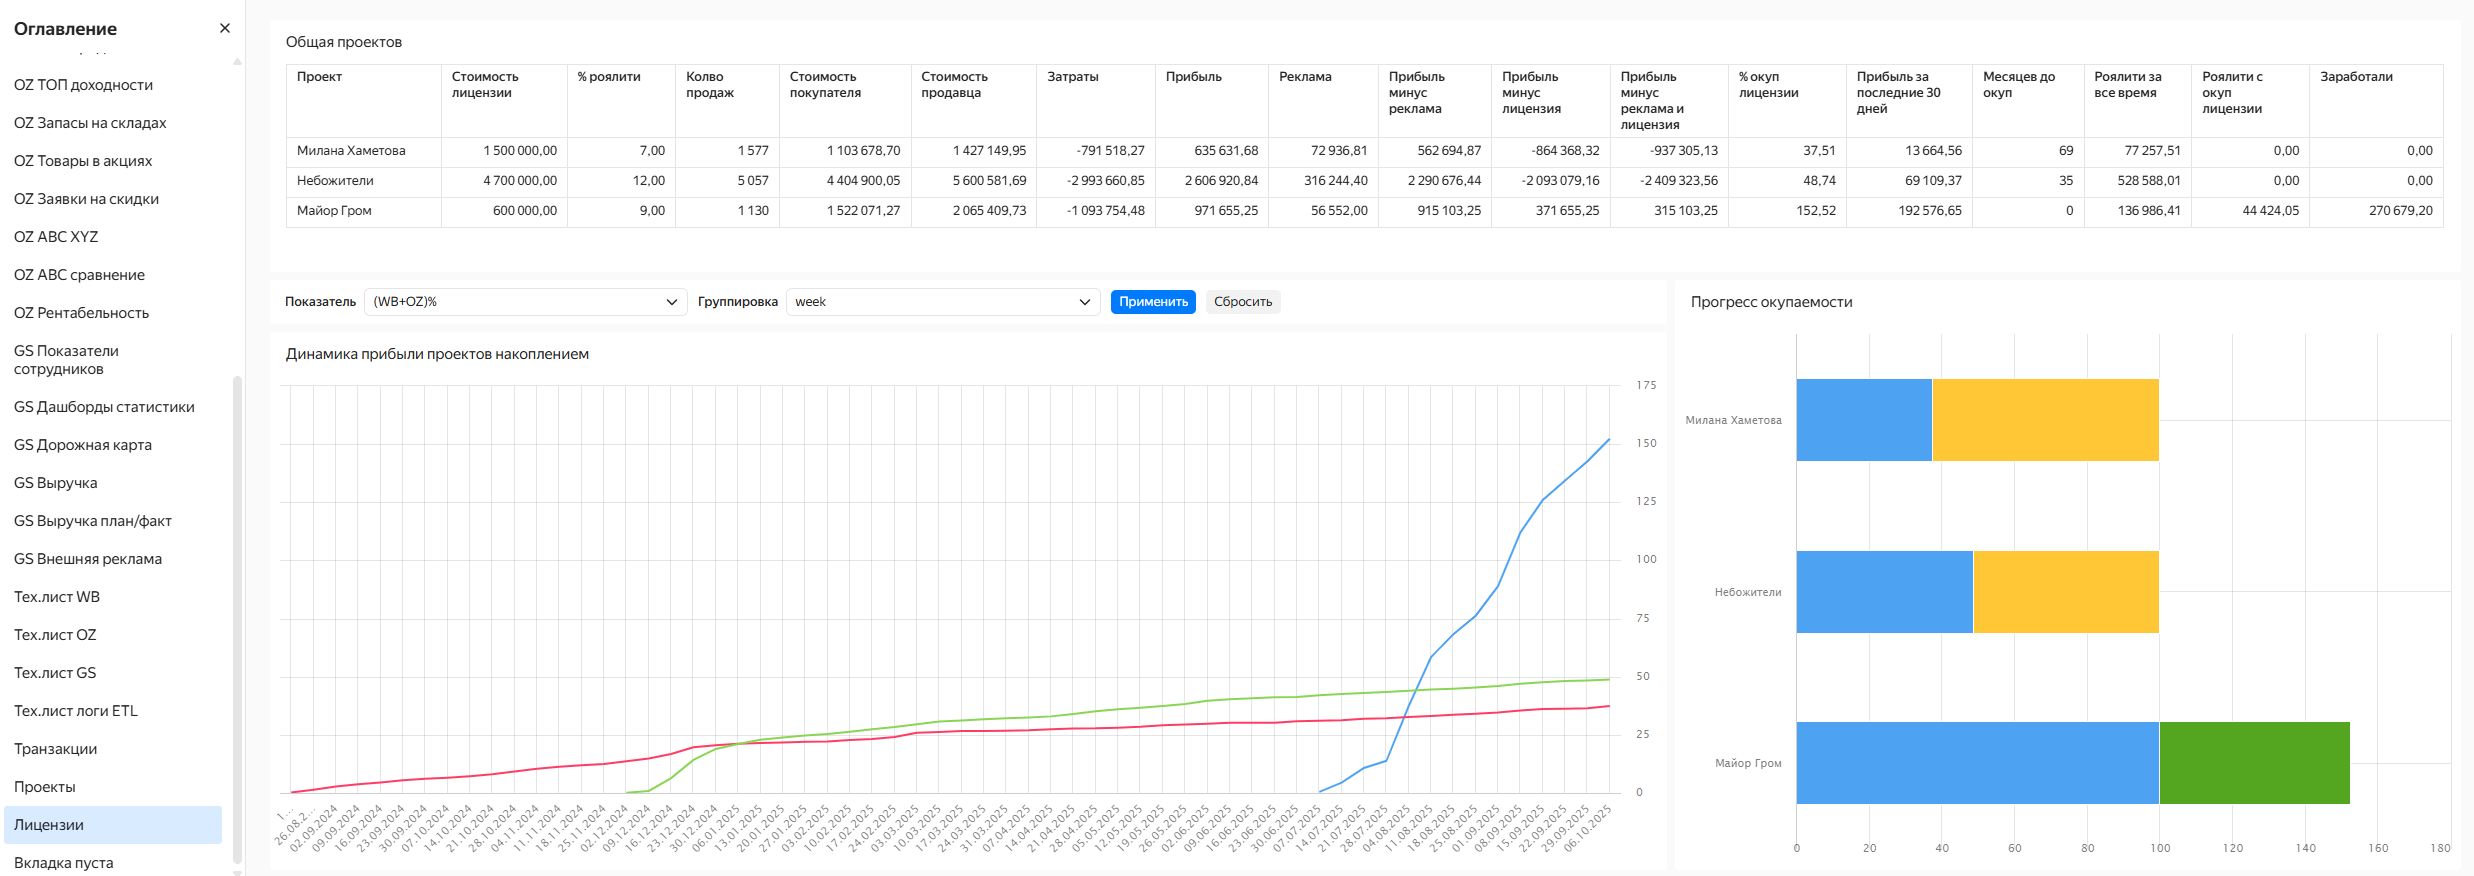 Оглавление
OZ ТОП доходности
OZ Запасы на складах
OZ Товары в акциях
OZ Заявки на скидки
OZ ABC XYZ
OZ ABC сравнение
OZ Рентабельность
GS Показатели
сотрудников
GS Дашборды статистики
GS Дорожная карта
GS Выручка
GS Выручка план/факт
GS Внешняя реклама
Тех.лист WB
Тех.лист OZ
Тех.лист GS
Тех.лист логи ETL
Транзакции
Проекты
Лицензии
Вкладка пуста
Общая проектов
Проект Стоимость лицензии % роялити Колво продаж Стоимость покупателя Стоимость продавца Затраты Прибыль Реклама Прибыль минус реклама Прибыль минус лицензия Прибыль минус реклама и лицензия % окуп лицензии Прибыль за последние 30 дней Месяцев до окуп Роялити за все время Роялити с окуп лицензии Заработали
Милана Хаметова 1 500 000,00 7,00 1 577 1 103 678,70 1 427 149,95 -791 518,27 635 631,68 72 936,81 562 694,87 -864 368,32 -937 305,13 37,51 13 664,56 69 77 257,51 0,00 0,00
Небожители 4 700 000,00 12,00 5 057 4 404 900,05 5 600 581,69 -2 993 660,85 2 606 920,84 316 244,40 2 290 676,44 -2 093 079,16 -2 409 323,56 48,74 69 109,37 35 528 588,01 0,00 0,00
Майор Гром 600 000,00 9,00 1 130 1 522 071,27 2 065 409,73 -1 093 754,48 971 655,25 56 552,00 915 103,25 371 655,25 315 103,25 152,52 192 576,65 0 136 986,41 44 424,05 270 679,20
Показатель (WB+OZ)% Группировка week Применить Сбросить
Динамика прибыли проектов накоплением
175
150
125
100
75
50
25
0
1...
26.08.2...
02.09.2024
09.09.2024
16.09.2024
23.09.2024
30.09.2024
07.10.2024
14.10.2024
21.10.2024
28.10.2024
04.11.2024
11.11.2024
18.11.2024
25.11.2024
02.12.2024
09.12.2024
16.12.2024
23.12.2024
30.12.2024
06.01.2025
13.01.2025
20.01.2025
27.01.2025
03.02.2025
10.02.2025
17.02.2025
24.02.2025
03.03.2025
10.03.2025
17.03.2025
24.03.2025
31.03.2025
07.04.2025
14.04.2025
21.04.2025
28.04.2025
05.05.2025
12.05.2025
19.05.2025
26.05.2025
02.06.2025
09.06.2025
16.06.2025
23.06.2025
30.06.2025
07.07.2025
14.07.2025
21.07.2025
28.07.2025
04.08.2025
11.08.2025
18.08.2025
25.08.2025
01.09.2025
08.09.2025
15.09.2025
22.09.2025
29.09.2025
06.10.2025
Прогресс окупаемости
Милана Хаметова
Небожители
Майор Гром
0 20 40 60 80 100 120 140 160 180